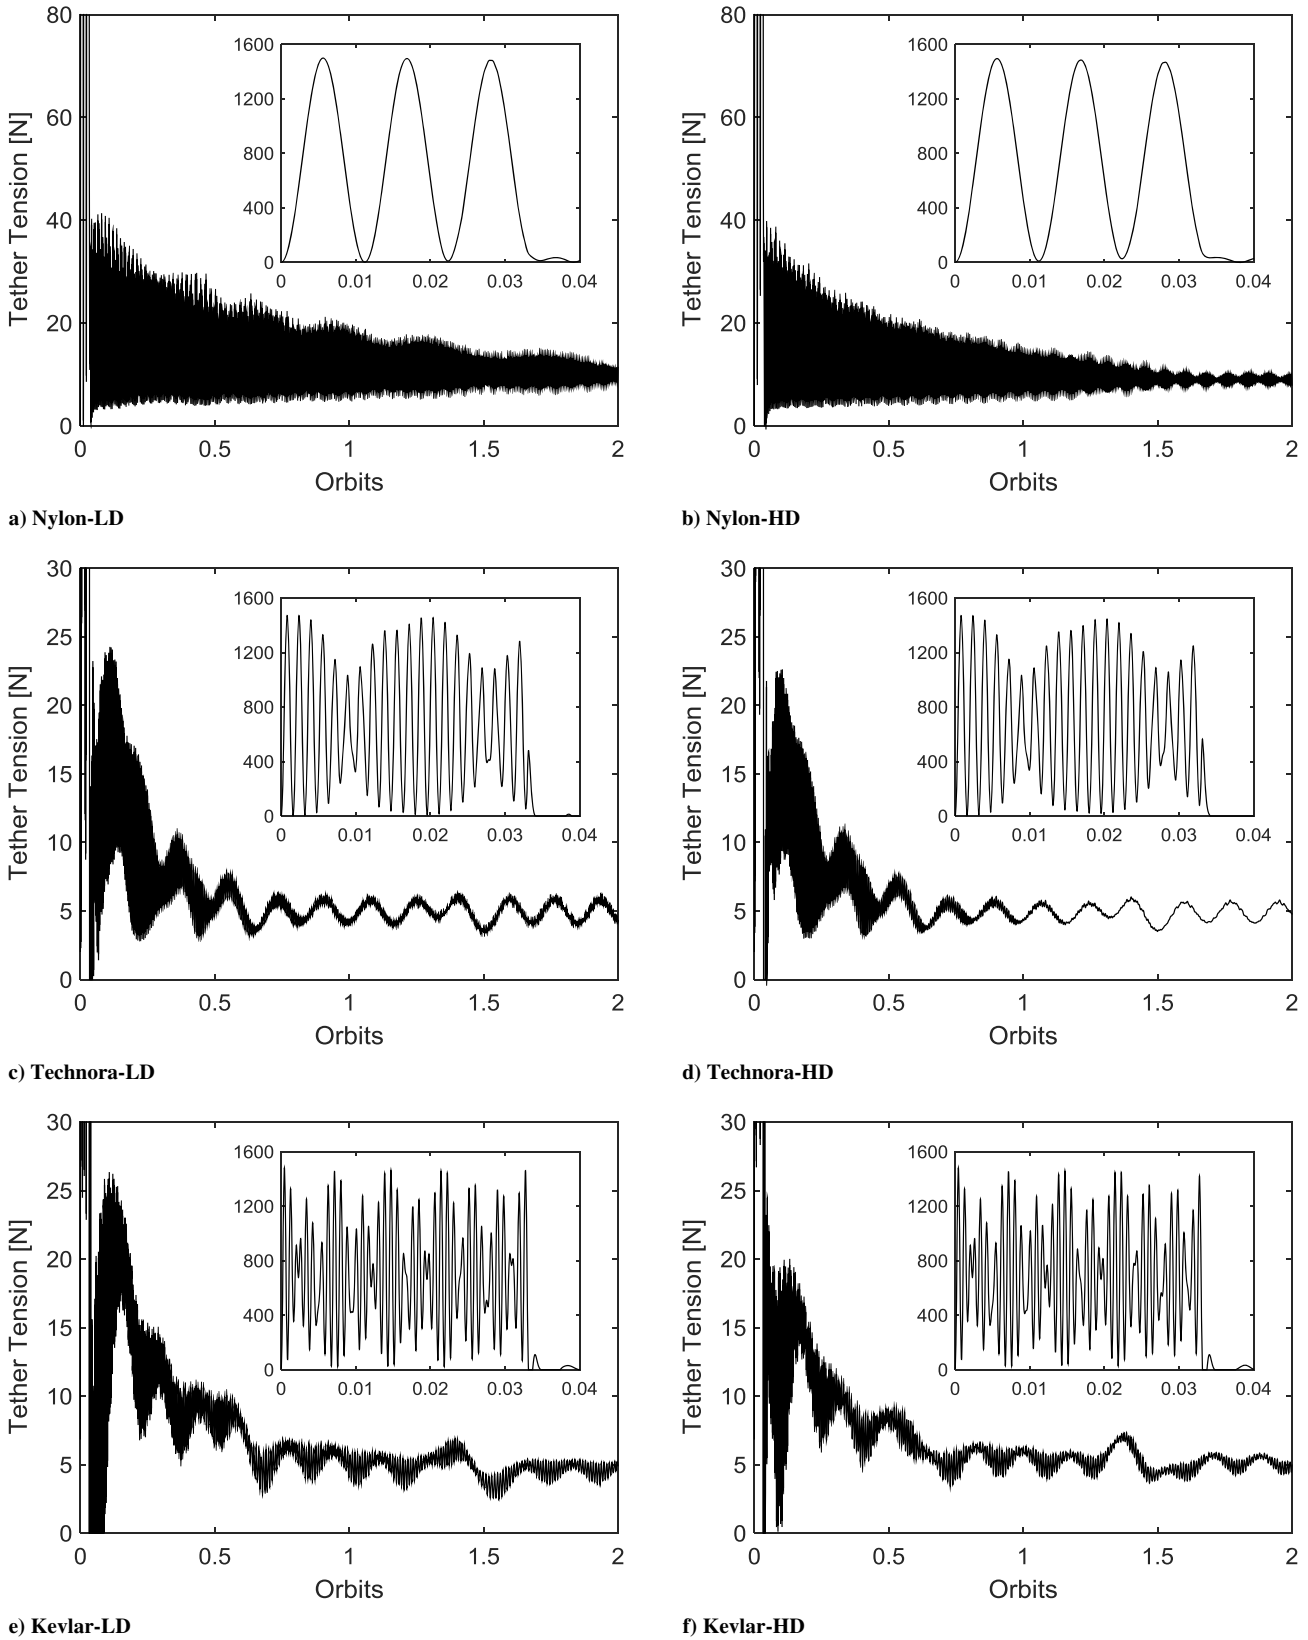 80
60
40
20
0
Tether Tension [N]
1600
1200
800
400
0
0 0.01 0.02 0.03 0.04
0 0.5 1 1.5 2
Orbits
a) Nylon-LD
80
60
40
20
0
Tether Tension [N]
1600
1200
800
400
0
0 0.01 0.02 0.03 0.04
0 0.5 1 1.5 2
Orbits
b) Nylon-HD
30
25
20
15
10
5
0
Tether Tension [N]
1600
1200
800
400
0
0 0.01 0.02 0.03 0.04
0 0.5 1 1.5 2
Orbits
c) Technora-LD
30
25
20
15
10
5
0
Tether Tension [N]
1600
1200
800
400
0
0 0.01 0.02 0.03 0.04
0 0.5 1 1.5 2
Orbits
d) Technora-HD
30
25
20
15
10
5
0
Tether Tension [N]
1600
1200
800
400
0
0 0.01 0.02 0.03 0.04
0 0.5 1 1.5 2
Orbits
e) Kevlar-LD
30
25
20
15
10
5
0
Tether Tension [N]
1600
1200
800
400
0
0 0.01 0.02 0.03 0.04
0 0.5 1 1.5 2
Orbits
f) Kevlar-HD